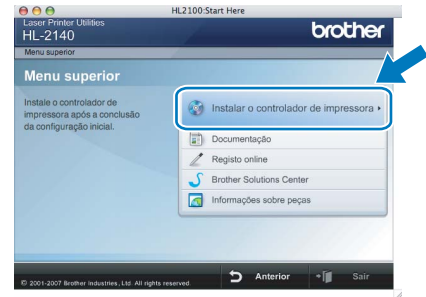 HL2100:Start Here
Laser Printer Utilities
HL-2140
brother
Menu superior
Menu superior
Instale o controlador de
impressora após a conclusão
da configuração inicial.
Instalar o controlador de impressora
Documentação
Registo online
Brother Solutions Center
Informações sobre peças
© 2001-2007 Brother Industries, Ltd. All rights reserved.
Anterior
Sair